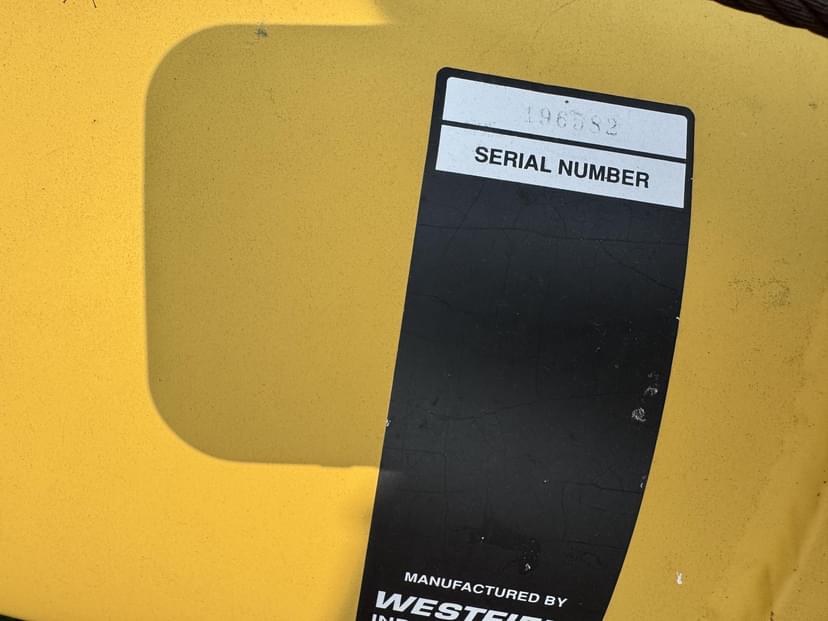 196582
SERIAL NUMBER
MANUFACTURED BY